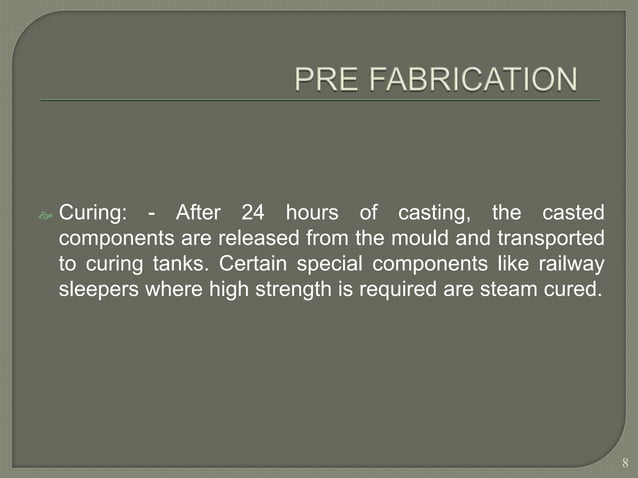 PRE FABRICATION
Curing: - After 24 hours of casting, the casted
components are released from the mould and transported
to curing tanks. Certain special components like railway
sleepers where high strength is required are steam cured.
8